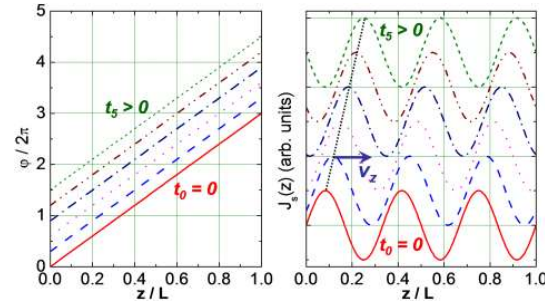 5
4
3
2
1
0
φ / 2π
t₅ > 0
t₀ = 0
0.0 0.2 0.4 0.6 0.8 1.0
z / L
Jₛ(z) (arb. units)
t₅ > 0
v_z
t₀ = 0
0.0 0.2 0.4 0.6 0.8 1.0
z / L